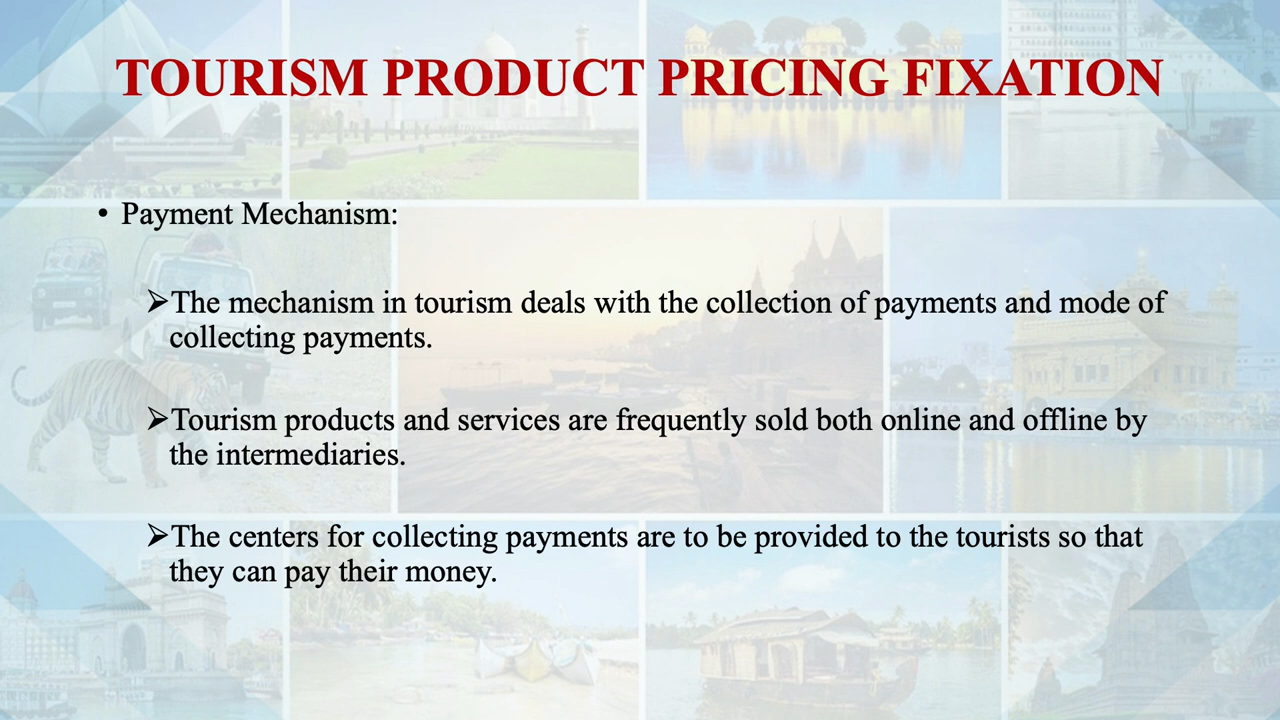 TOURISM PRODUCT PRICING FIXATION
• Payment Mechanism:
➢The mechanism in tourism deals with the collection of payments and mode of
collecting payments.
➢Tourism products and services are frequently sold both online and offline by
the intermediaries.
➢The centers for collecting payments are to be provided to the tourists so that
they can pay their money.